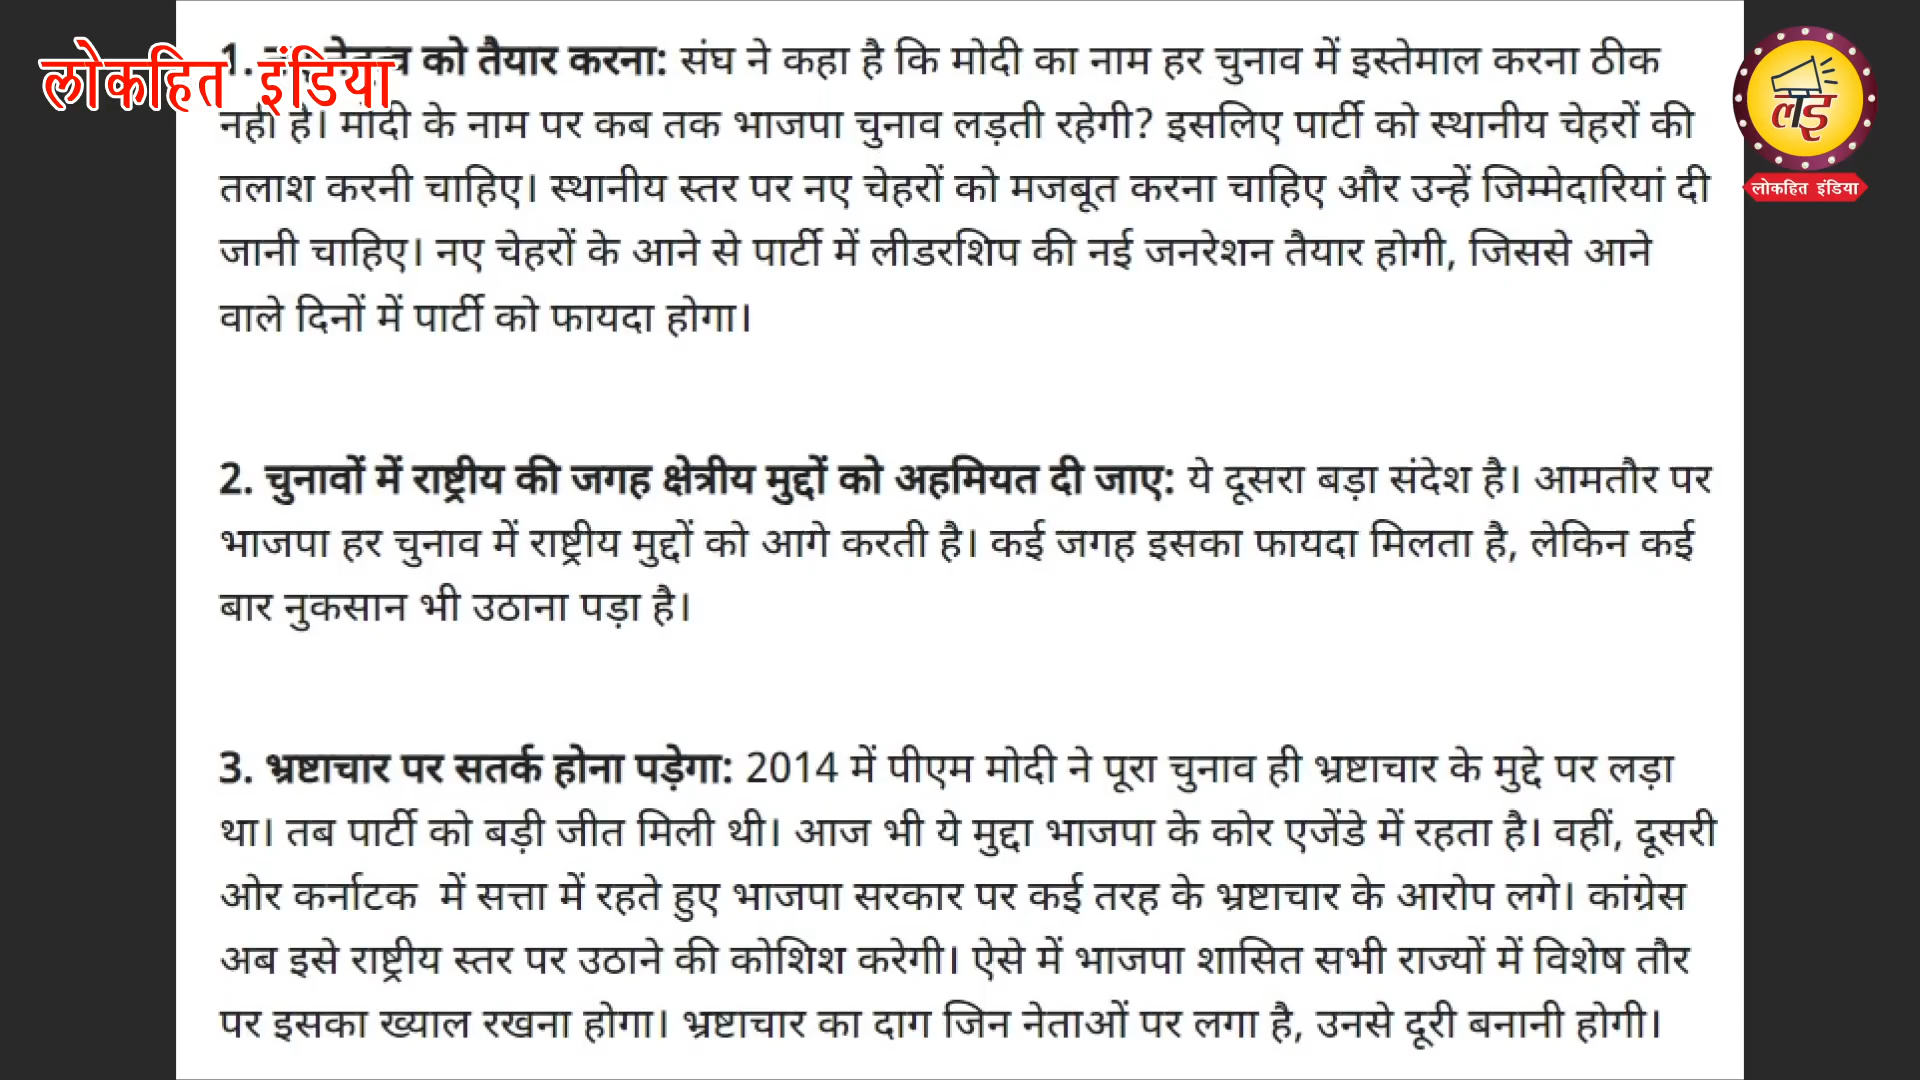 लोकहित इंडिया
1. को तैयार करना: संघ ने कहा है कि मोदी का नाम हर चुनाव में इस्तेमाल करना ठीक
नहीं है। मोदी के नाम पर कब तक भाजपा चुनाव लड़ती रहेगी? इसलिए पार्टी को स्थानीय चेहरों की
तलाश करनी चाहिए। स्थानीय स्तर पर नए चेहरों को मजबूत करना चाहिए और उन्हें जिम्मेदारियां दी
जानी चाहिए। नए चेहरों के आने से पार्टी में लीडरशिप की नई जनरेशन तैयार होगी, जिससे आने
वाले दिनों में पार्टी को फायदा होगा।
2. चुनावों में राष्ट्रीय की जगह क्षेत्रीय मुद्दों को अहमियत दी जाए: ये दूसरा बड़ा संदेश है। आमतौर पर
भाजपा हर चुनाव में राष्ट्रीय मुद्दों को आगे करती है। कई जगह इसका फायदा मिलता है, लेकिन कई
बार नुकसान भी उठाना पड़ा है।
3. भ्रष्टाचार पर सतर्क होना पड़ेगा: 2014 में पीएम मोदी ने पूरा चुनाव ही भ्रष्टाचार के मुद्दे पर लड़ा
था। तब पार्टी को बड़ी जीत मिली थी। आज भी ये मुद्दा भाजपा के कोर एजेंडे में रहता है। वहीं, दूसरी
ओर कर्नाटक में सत्ता में रहते हुए भाजपा सरकार पर कई तरह के भ्रष्टाचार के आरोप लगे। कांग्रेस
अब इसे राष्ट्रीय स्तर पर उठाने की कोशिश करेगी। ऐसे में भाजपा शासित सभी राज्यों में विशेष तौर
पर इसका ख्याल रखना होगा। भ्रष्टाचार का दाग जिन नेताओं पर लगा है, उनसे दूरी बनानी होगी।
लइ
लोकहित इंडिया